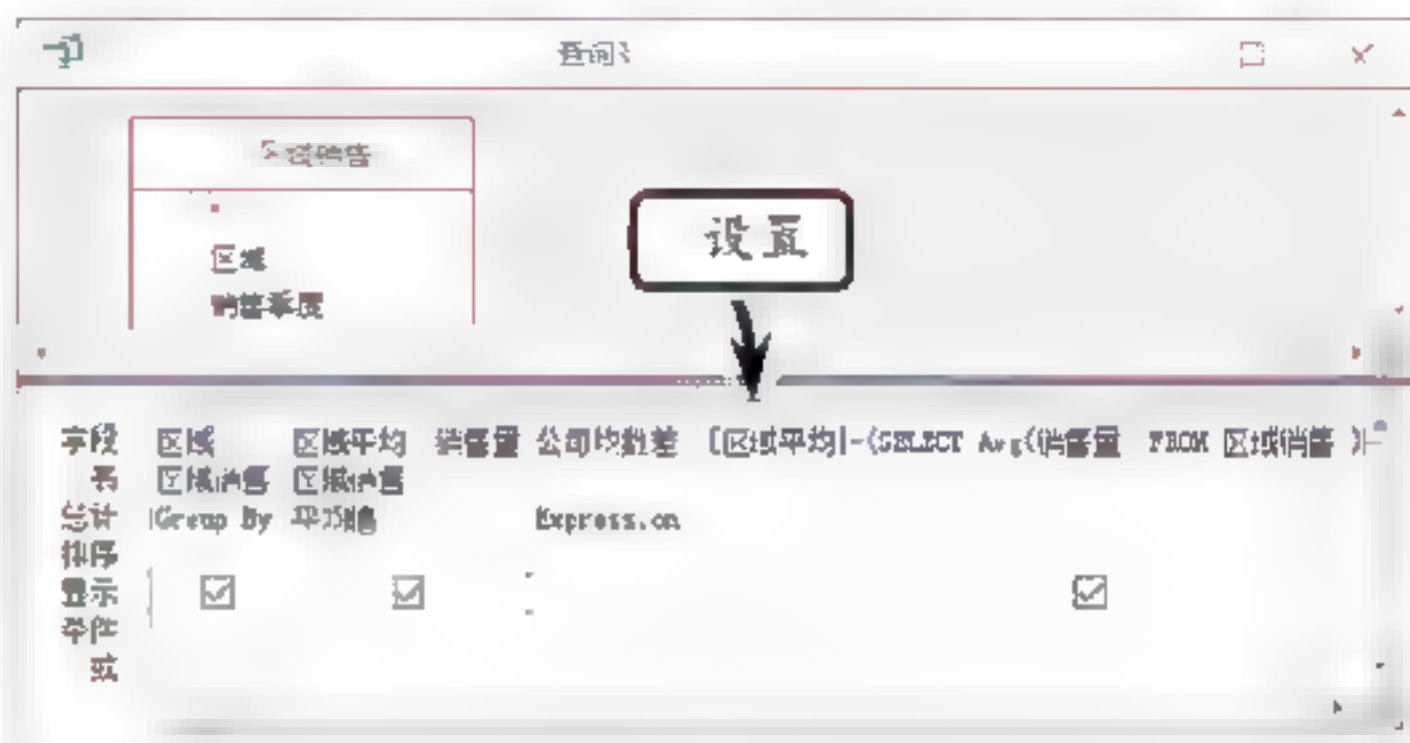 查询3
区域销售
*
区域
销售季度
设置
字段 区域 区域平均 销售量 公司均数差 [区域平均]-(SELECT Avg(销售量 FROM 区域销售 )
表 区域销售 区域销售
总计 Group By 平均值 Expression
排序
显示
条件
或